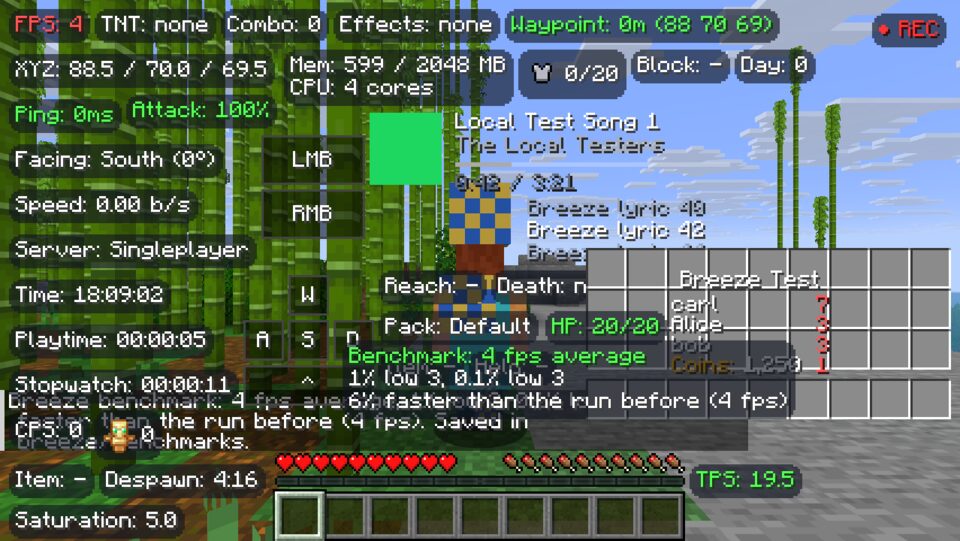 FPS: 4 TNT: none Combo: 0 Effects: none Waypoint: 0m (88 70 69) REC
XYZ: 88.5 / 70.0 / 69.5 Mem: 599 / 2048 MB 0/20 Block: - Day: 0
CPU: 4 cores
Ping: 0ms Attack: 100%
Local Test Song 1
The Local Testers
0:42 / 3:21
Facing: South (0°) LMB
Speed: 0.00 b/s RMB
Breeze lyric 40
Breeze lyric 42
Breeze
Server: Singleplayer
Breeze Test
Reach: - Death: n
Time: 18:09:02 W
carl 7
Alice 3
bob 3
Coins: 1,250 1
Pack: Default HP: 20/20
Playtime: 00:00:05 A S D
Benchmark: 4 fps average
1% low 3, 0.1% low 3
6% faster than the run before (4 fps)
Stopwatch: 00:00:11 ^
Breeze benchmark: 4 fps
faster than the run before (4 fps). Saved in
breeze/benchmarks.
CPS: 0 0
Item: - Despawn: 4:16 TPS: 19.5
Saturation: 5.0